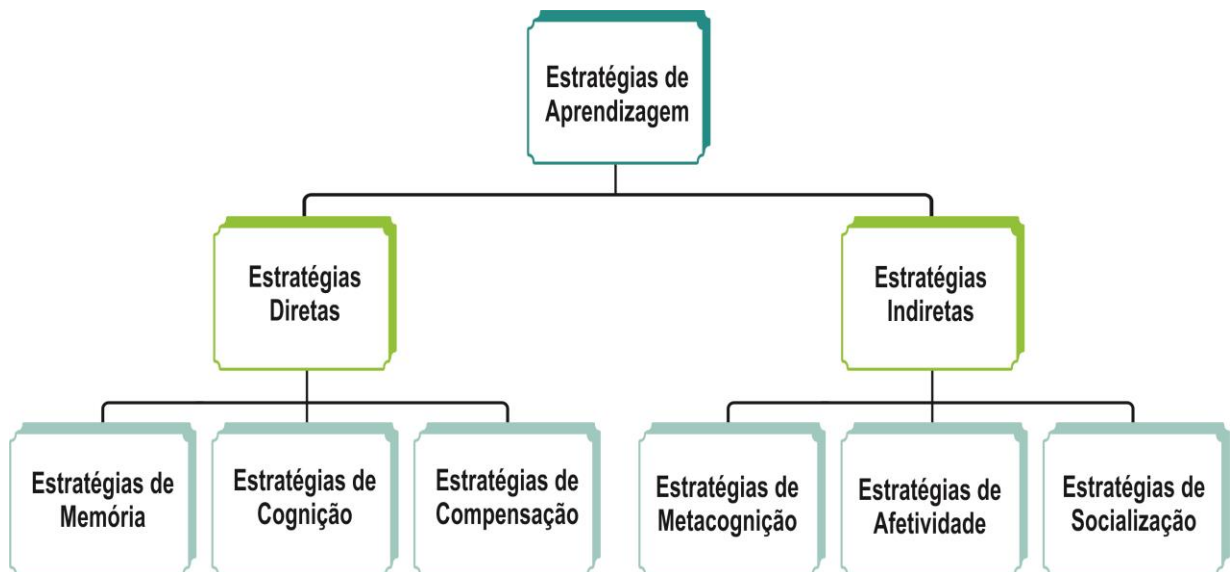 Estratégias de
Aprendizagem
Estratégias
Diretas
Estratégias
Indiretas
Estratégias de
Memória
Estratégias de
Cognição
Estratégias de
Compensação
Estratégias de
Metacognição
Estratégias de
Afetividade
Estratégias de
Socialização